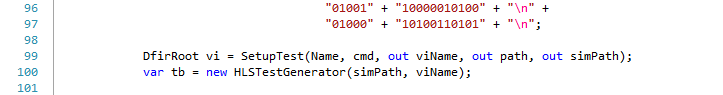 96 "01001" + "10000010100" + "\n" +
97 "01000" + "10100110101" + "\n";
98
99 DfirRoot vi = SetupTest(Name, cmd, out viName, out path, out simPath);
100 var tb = new HLSTestGenerator(simPath, viName);
101